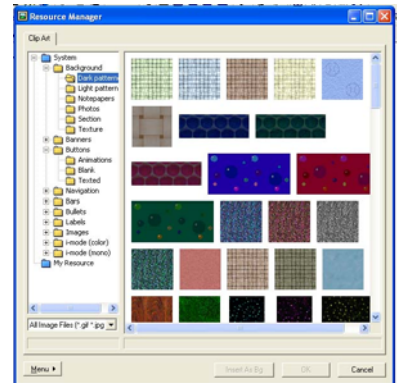 Resource Manager
Clip Art
System
Background
Dark pattern
Light pattern
Notepapers
Photos
Section
Texture
Banners
Buttons
Animations
Blank
Texted
Navigation
Bars
Bullets
Labels
Images
i-mode (color)
i-mode (mono)
My Resource
All Image Files (*.gif *.jpg
Menu
Insert As Bg
OK
Cancel